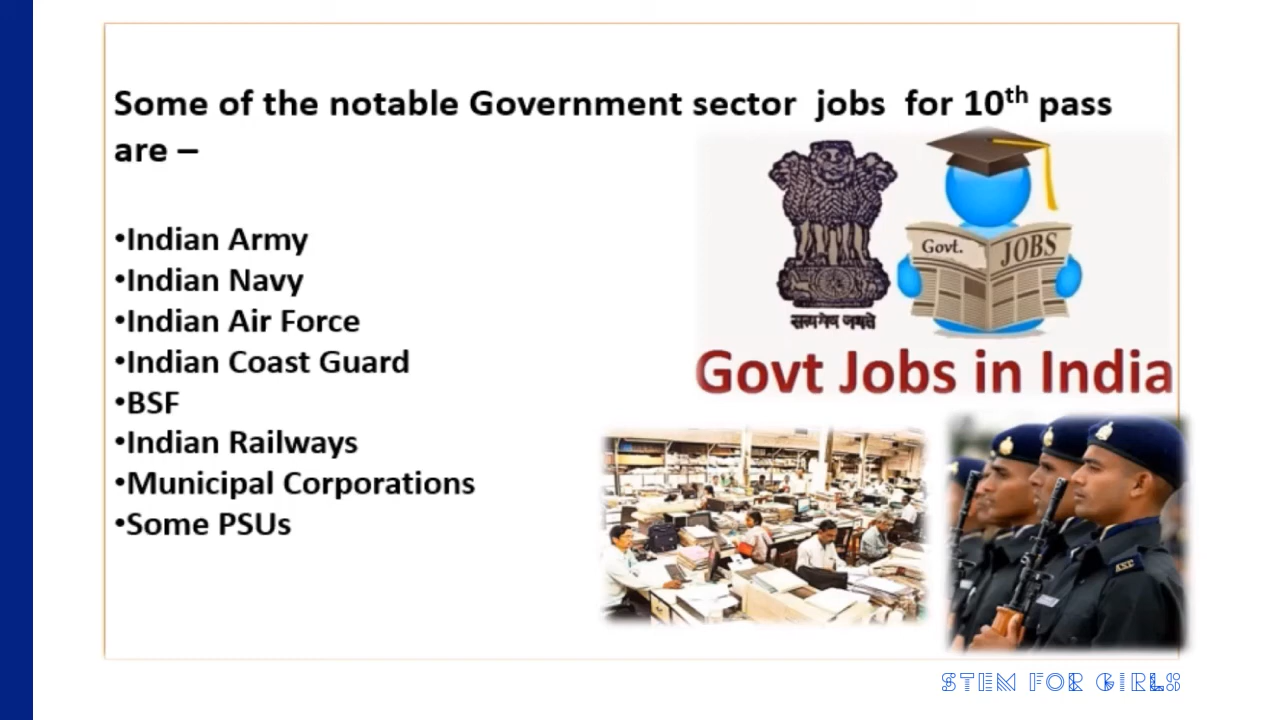 Some of the notable Government sector jobs for 10th pass
are –
•Indian Army
•Indian Navy
•Indian Air Force
•Indian Coast Guard
•BSF
•Indian Railways
•Municipal Corporations
•Some PSUs
सत्यमेव जयते
Govt. JOBS
Govt Jobs in India
ASC
STEM FOR GIRLS